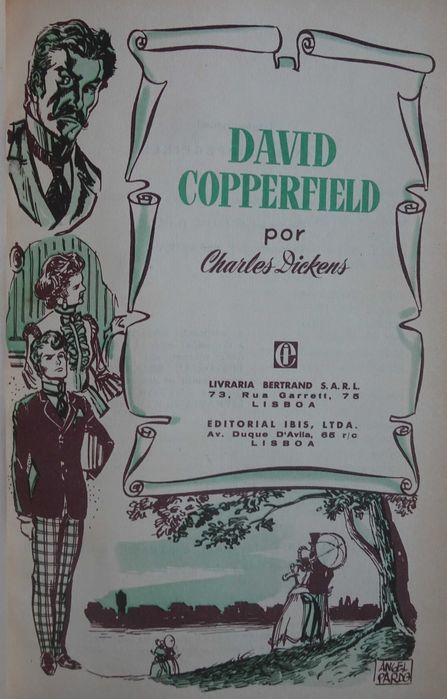 DAVID
COPPERFIELD
por
Charles Dickens
LIVRARIA BERTRAND S.A.R.L.
73, Rua Garrett, 75
LISBOA
EDITORIAL IBIS, LTDA.
Av. Duque D'Avila, 65 r/c
LISBOA
ANGEL
PARDO